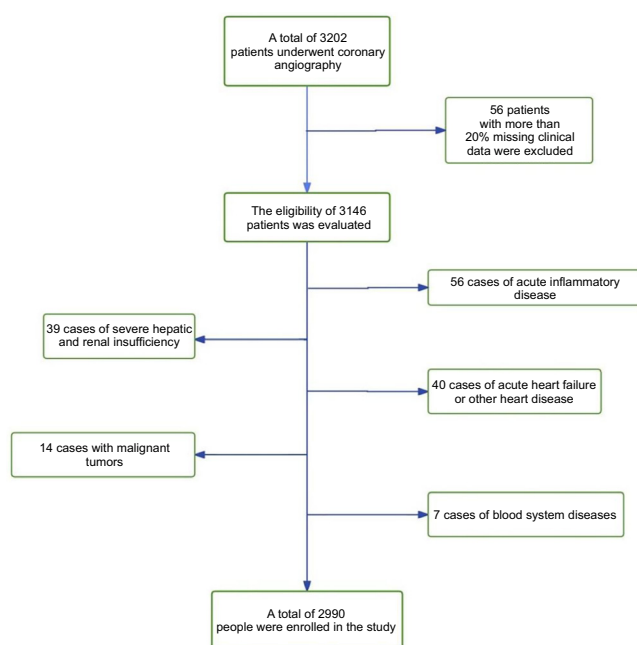 A total of 3202
patients underwent coronary
angiography
56 patients
with more than
20% missing clinical
data were excluded
The eligibility of 3146
patients was evaluated
56 cases of acute inflammatory
disease
39 cases of severe hepatic
and renal insufficiency
40 cases of acute heart failure
or other heart disease
14 cases with malignant
tumors
7 cases of blood system diseases
A total of 2990
people were enrolled in the study